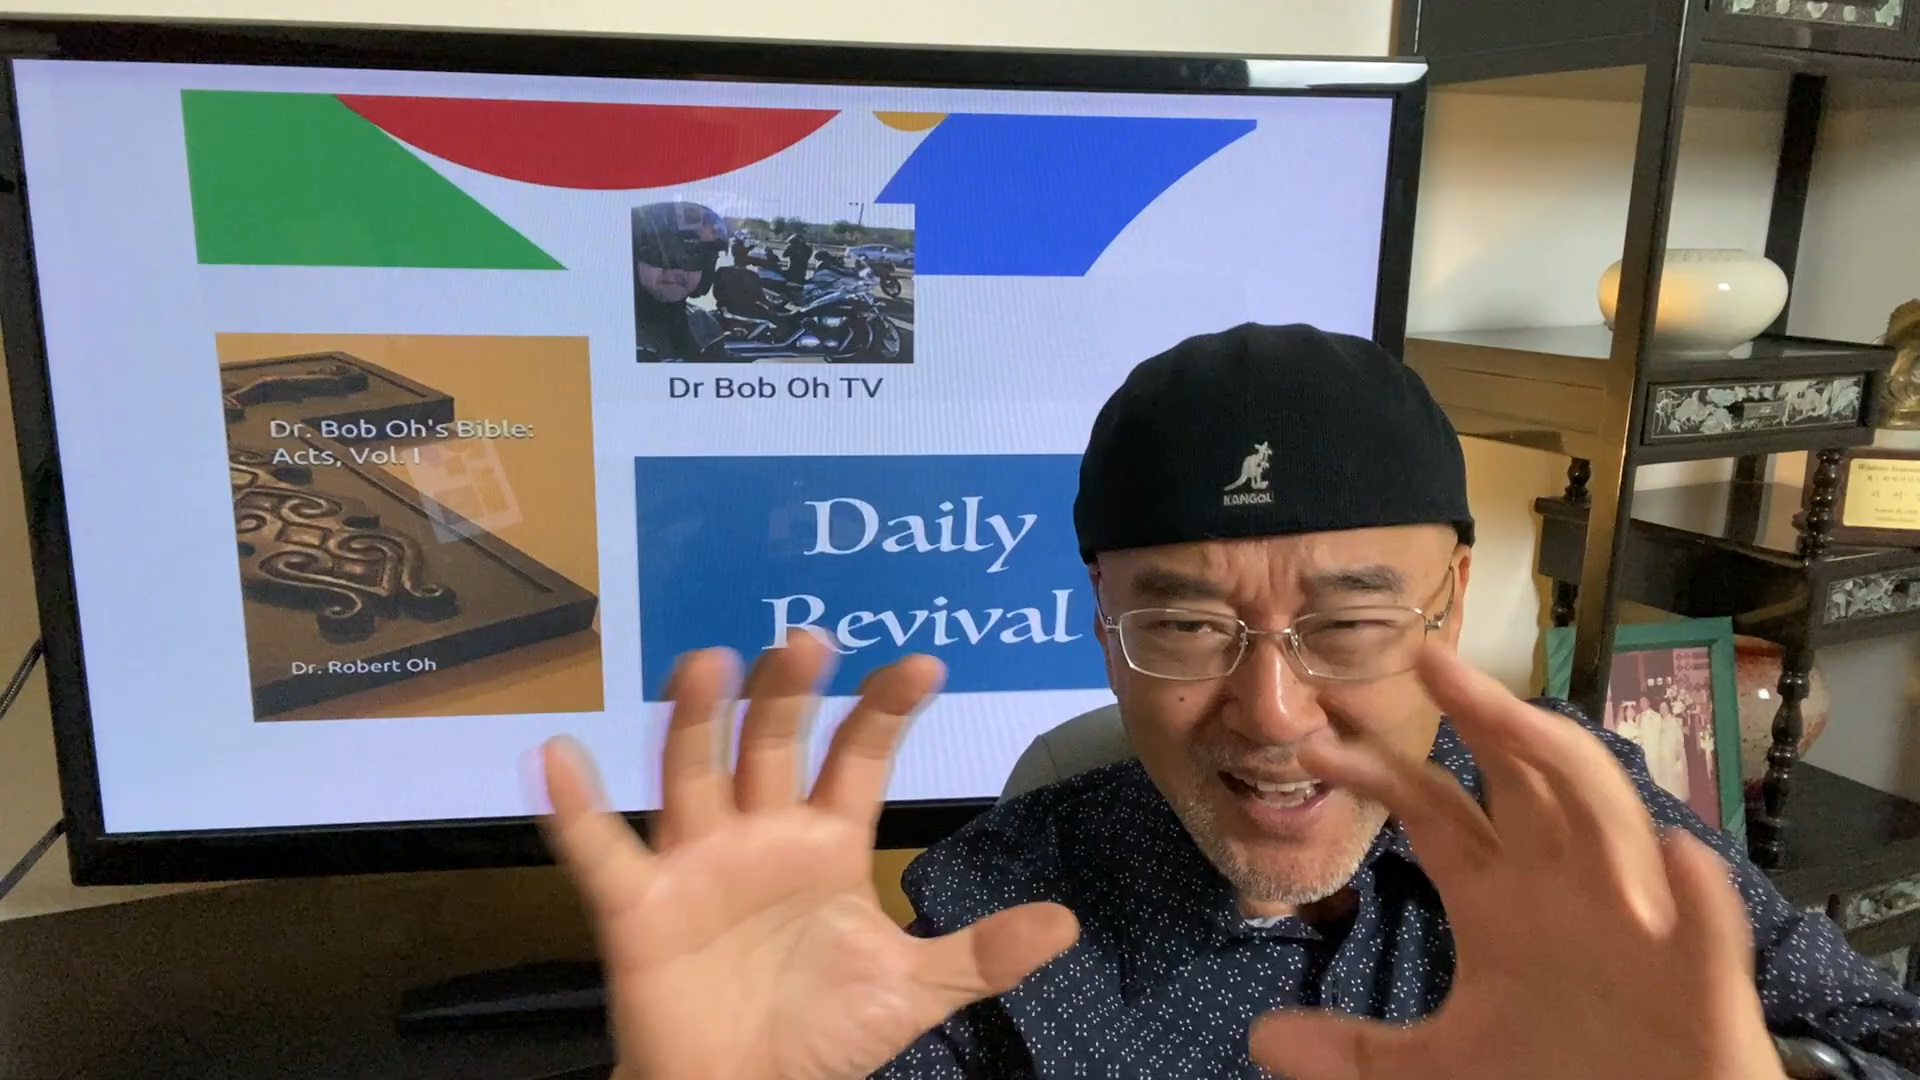 Dr Bob Oh TV
Dr. Bob Oh's Bible:
Acts, Vol. I
Dr. Robert Oh
Daily
Revival
KANGOL